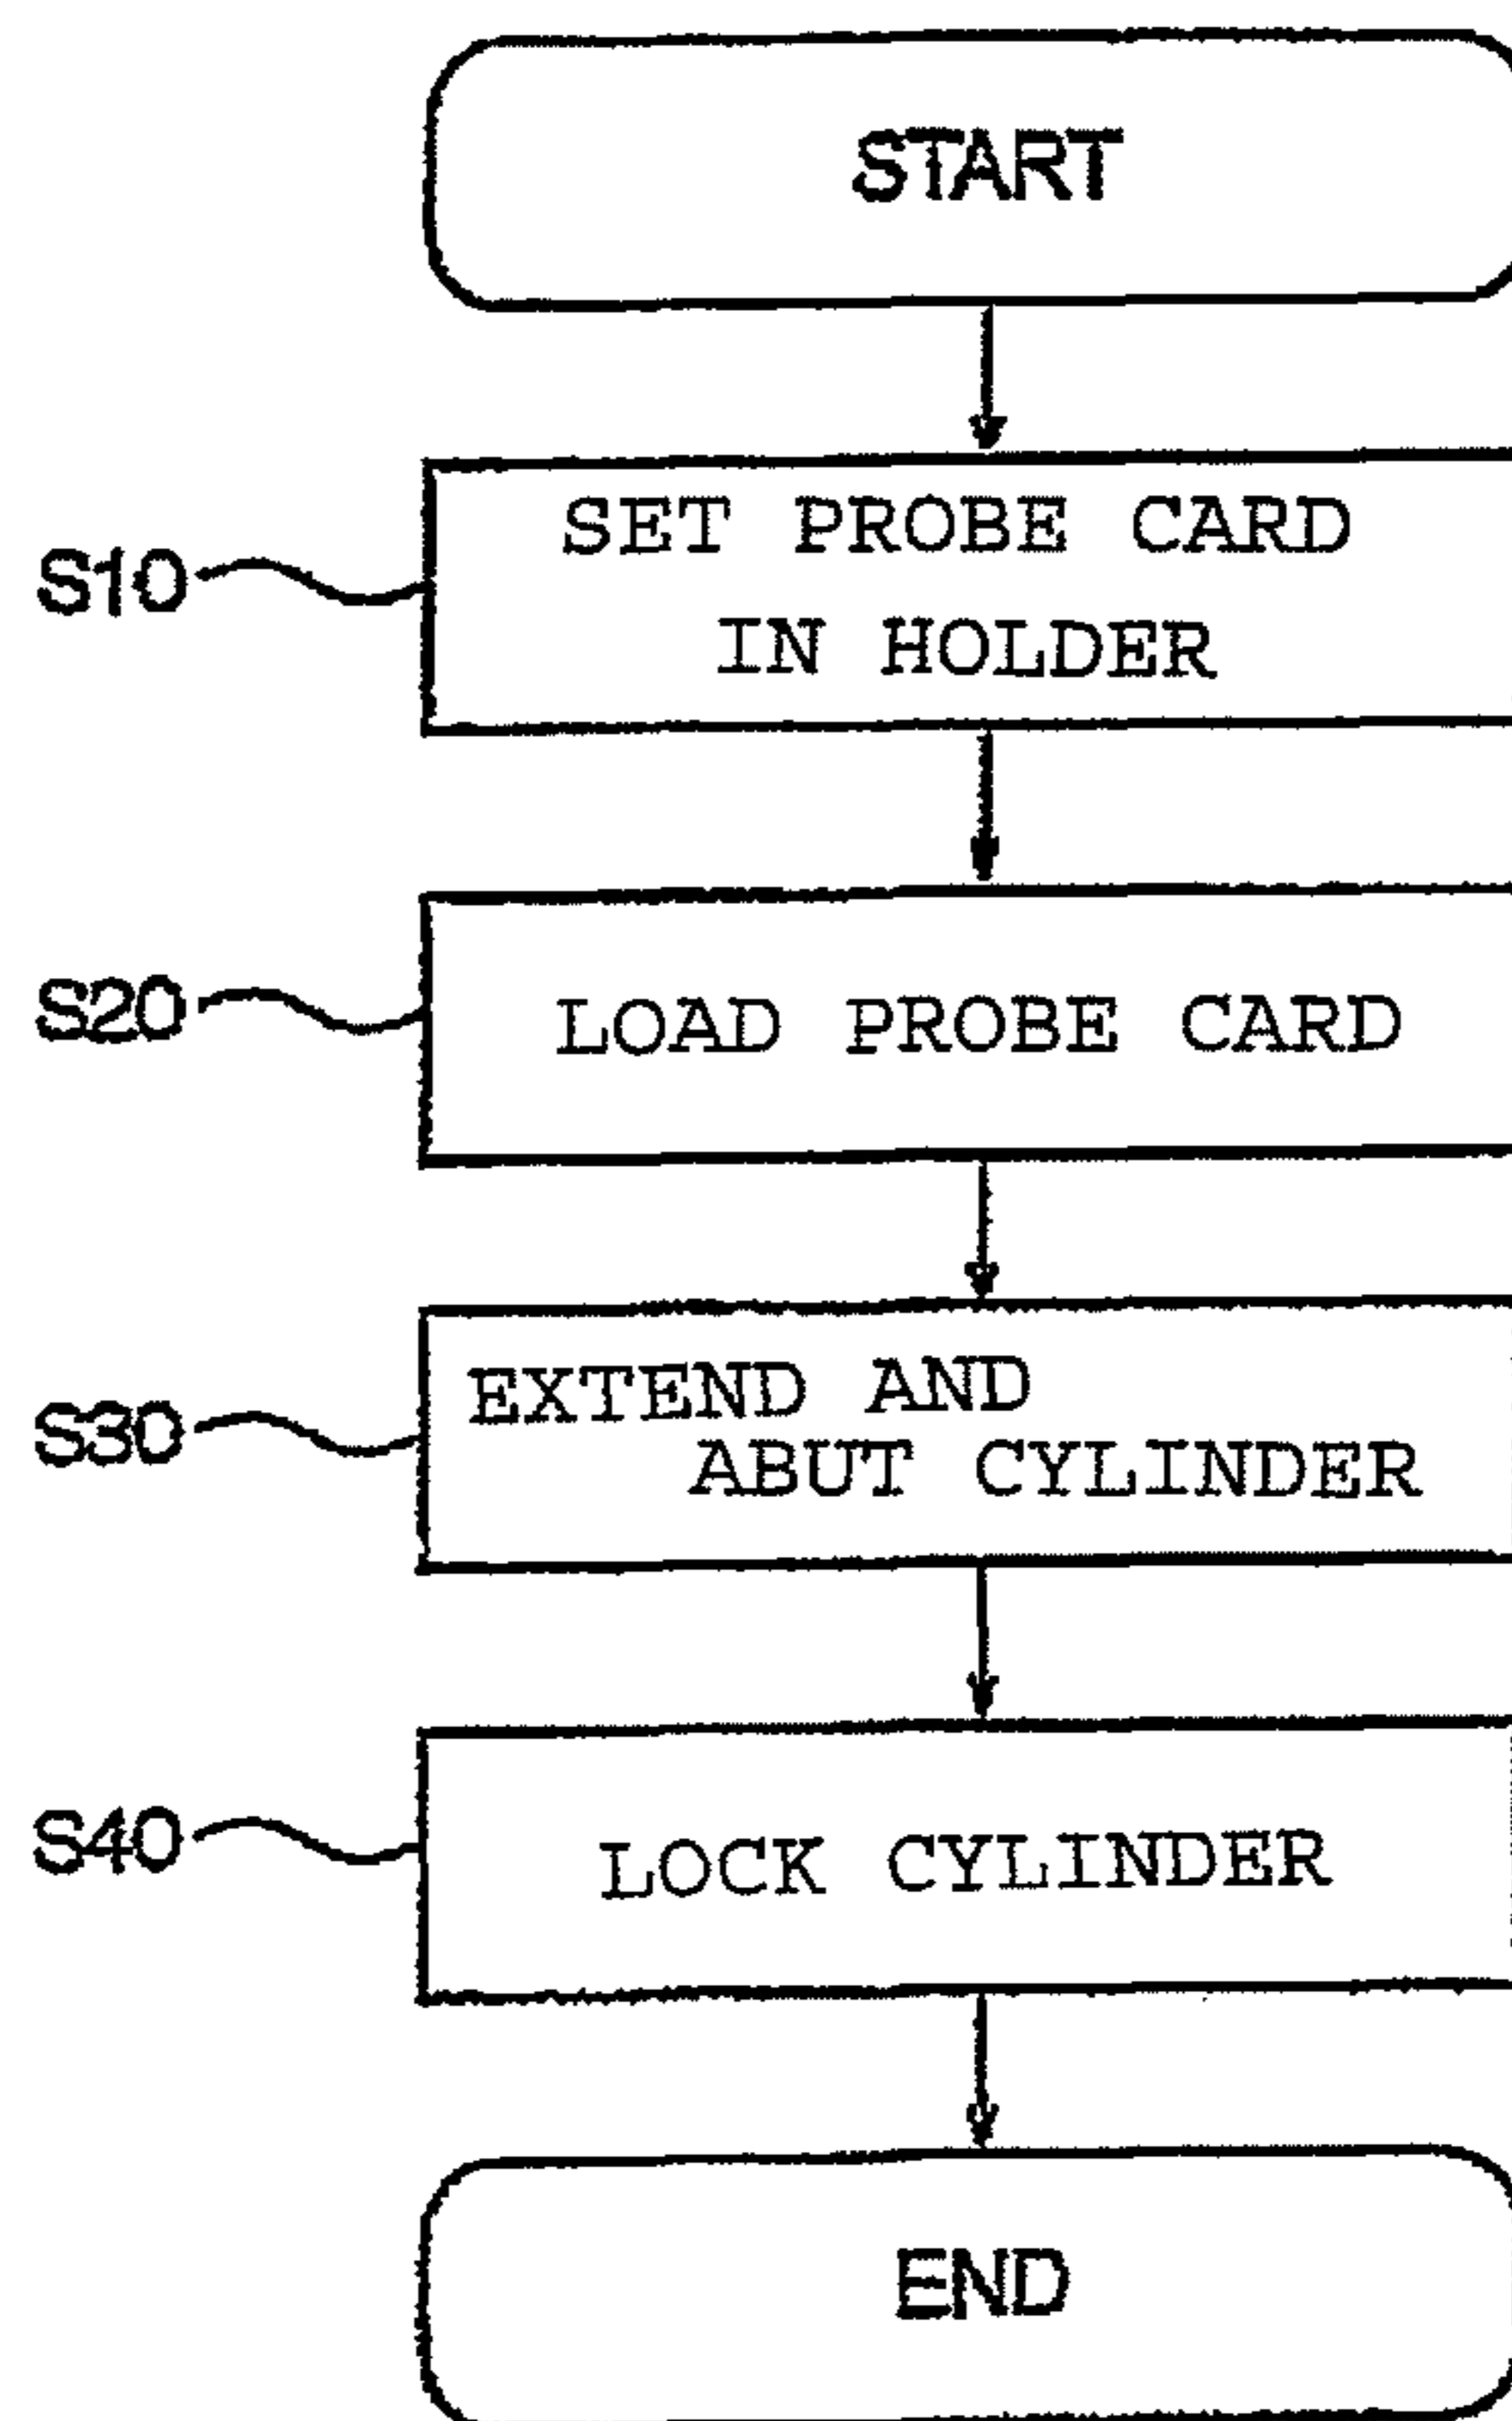 START
S10
SET PROBE CARD
IN HOLDER
S20
LOAD PROBE CARD
S30
EXTEND AND
ABUT CYLINDER
S40
LOCK CYLINDER
END